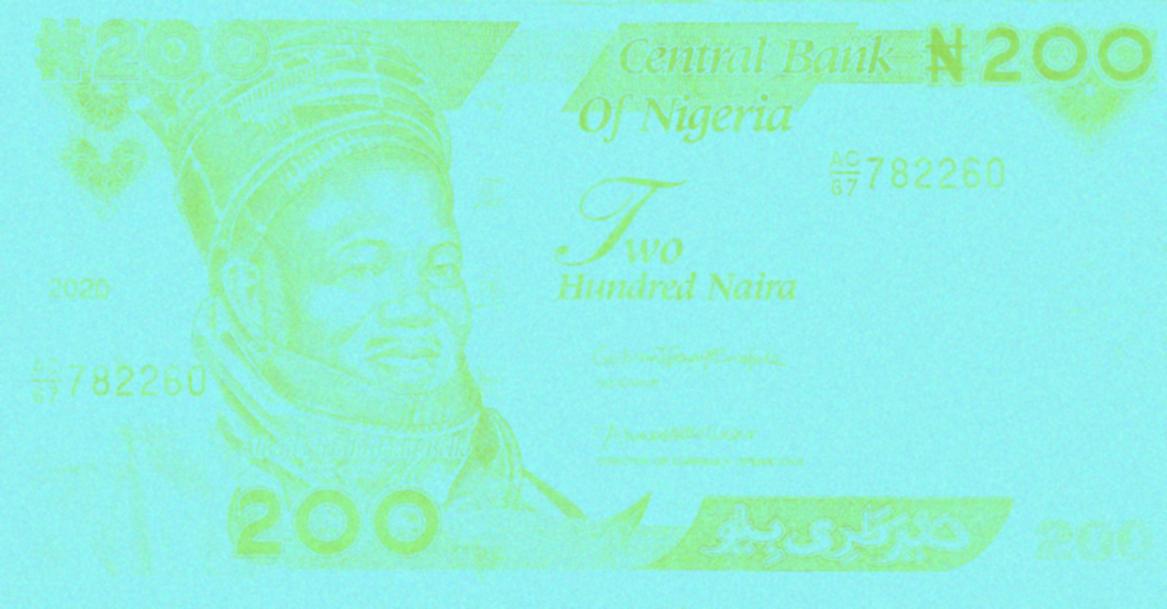 ₦200
Central Bank ₦200
Of Nigeria
AC/67 782260
Two
Hundred Naira
2020
AC/67 782260
200
200